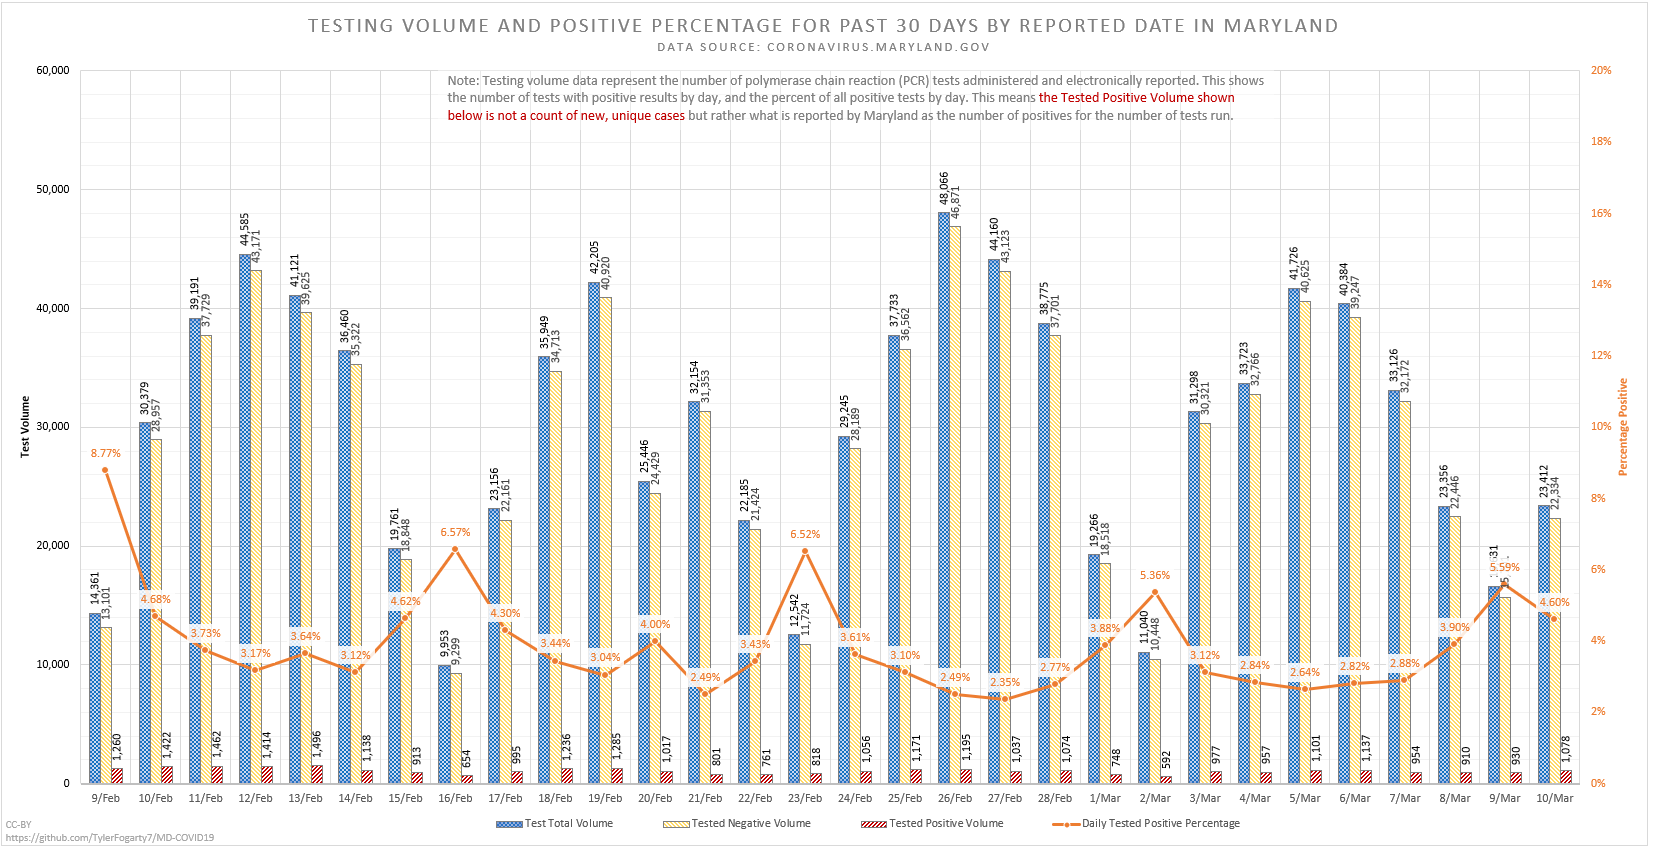 TESTING VOLUME AND POSITIVE PERCENTAGE FOR PAST 30 DAYS BY REPORTED DATE IN MARYLAND
DATA SOURCE: CORONAVIRUS.MARYLAND.GOV
Note: Testing volume data represent the number of polymerase chain reaction (PCR) tests administered and electronically reported. This shows
the number of tests with positive results by day, and the percent of all positive tests by day. This means the Tested Positive Volume shown
below is not a count of new, unique cases but rather what is reported by Maryland as the number of positives for the number of tests run.
Test Volume
60,000
50,000
40,000
30,000
20,000
10,000
0
Percentage Positive
20%
18%
16%
14%
12%
10%
8%
6%
4%
2%
0%
14,361 13,101 1,260 8.77%
30,379 28,957 1,422 4.68%
39,191 37,729 1,462 3.73%
44,585 43,171 1,414 3.17%
41,121 39,625 1,496 3.64%
36,460 35,322 1,138 3.12%
19,761 18,848 913 4.62%
9,953 9,299 654 6.57%
23,156 22,161 995 4.30%
35,949 34,713 1,236 3.44%
42,205 40,920 1,285 3.04%
25,446 24,429 1,017 4.00%
32,154 31,353 801 2.49%
22,185 21,424 761 3.43%
12,542 11,724 818 6.52%
29,245 28,189 1,056 3.61%
37,733 36,562 1,171 3.10%
48,066 46,871 1,195 2.49%
44,160 43,123 1,037 2.35%
38,775 37,701 1,074 2.77%
19,266 18,518 748 3.88%
11,040 10,448 592 5.36%
31,298 30,321 977 3.12%
33,723 32,766 957 2.84%
41,726 40,625 1,101 2.64%
40,384 39,247 1,137 2.82%
33,126 32,172 954 2.88%
23,356 22,446 910 3.90%
930 5.59%
23,412 22,334 1,078 4.60%
9/Feb 10/Feb 11/Feb 12/Feb 13/Feb 14/Feb 15/Feb 16/Feb 17/Feb 18/Feb 19/Feb 20/Feb 21/Feb 22/Feb 23/Feb 24/Feb 25/Feb 26/Feb 27/Feb 28/Feb 1/Mar 2/Mar 3/Mar 4/Mar 5/Mar 6/Mar 7/Mar 8/Mar 9/Mar 10/Mar
Test Total Volume Tested Negative Volume Tested Positive Volume Daily Tested Positive Percentage
CC-BY
https://github.com/TylerFogarty7/MD-COVID19